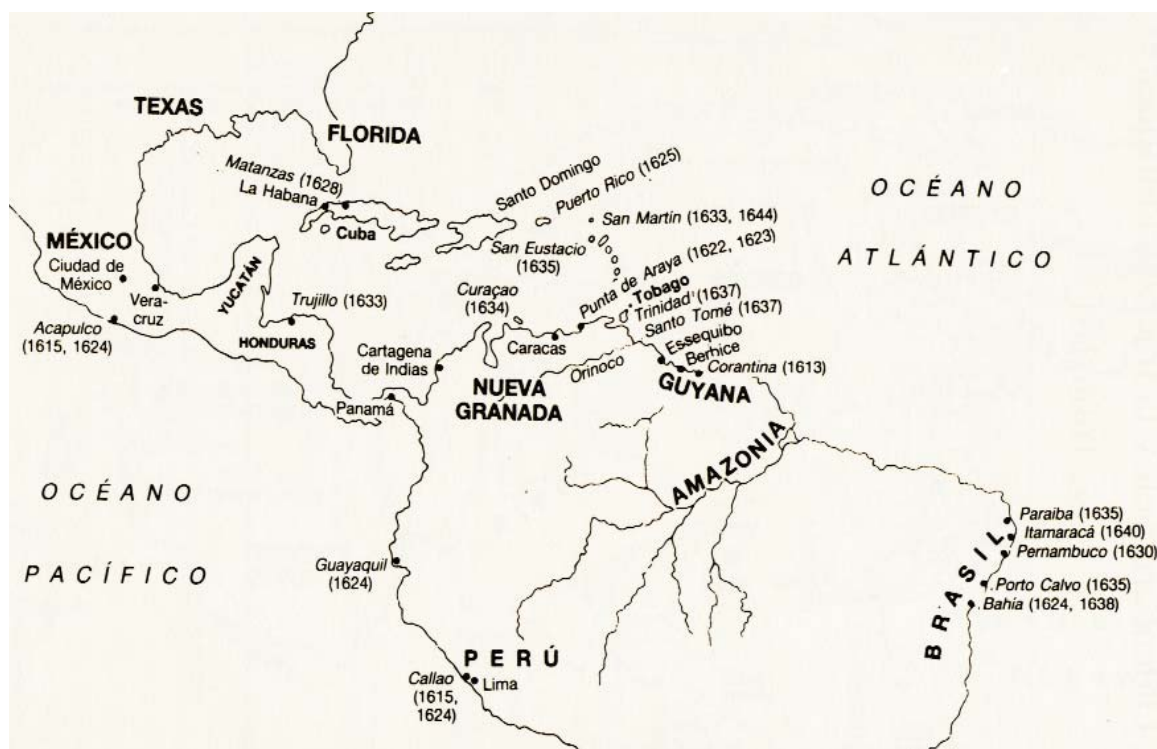 TEXAS
FLORIDA
Matanzas (1628)
La Habana
Cuba
Santo Domingo
Puerto Rico (1625)
San Martín (1633, 1644)
San Eustacio
(1635)
Punta de Araya (1622, 1623)
Tobago
Trinidad (1637)
Santo Tomé (1637)
OCÉANO
ATLÁNTICO
MÉXICO
Ciudad de
México
Vera-
cruz
Acapulco
(1615, 1624)
YUCATÁN
Trujillo (1633)
HONDURAS
Curaçao
(1634)
Caracas
Cartagena
de Indias
Panamá
NUEVA
GRANADA
Orinoco
Essequibo
Berhice
Corantina (1613)
GUYANA
AMAZONIA
OCÉANO
PACÍFICO
Guayaquil
(1624)
PERÚ
Callao
(1615,
1624)
Lima
BRASIL
Paraiba (1635)
Itamaracá (1640)
Pernambuco (1630)
Porto Calvo (1635)
Bahía (1624, 1638)